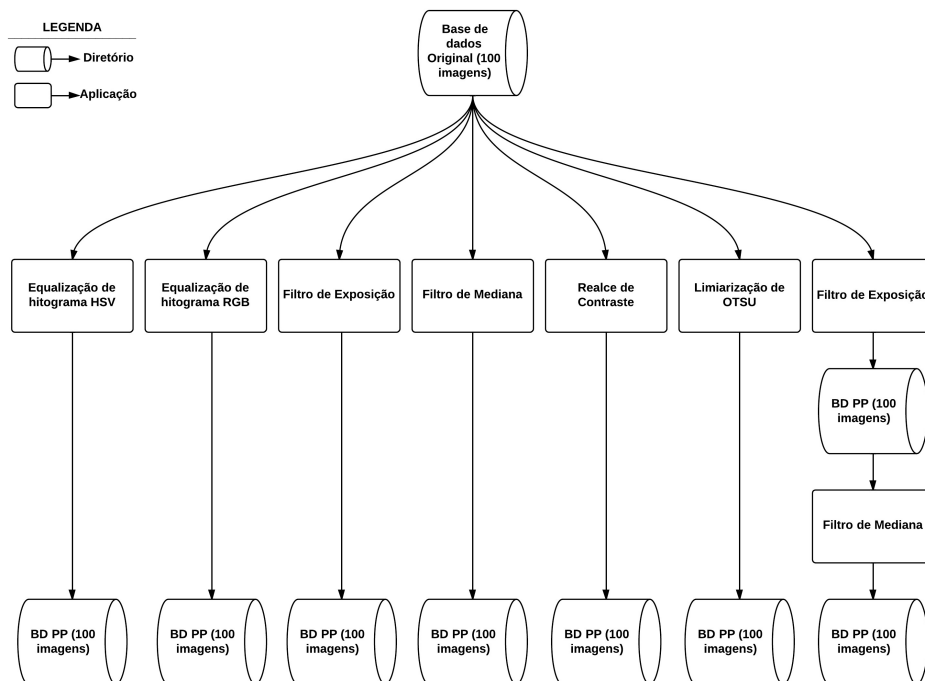 LEGENDA
Diretório
Aplicação
Base de
dados
Original (100
imagens)
Equalização de
hitograma HSV
Equalização de
hitograma RGB
Filtro de Exposição
Filtro de Mediana
Realce de
Contraste
Limiarização de
OTSU
Filtro de Exposição
BD PP (100
imagens)
Filtro de Mediana
BD PP (100
imagens)
BD PP (100
imagens)
BD PP (100
imagens)
BD PP (100
imagens)
BD PP (100
imagens)
BD PP (100
imagens)
BD PP (100
imagens)